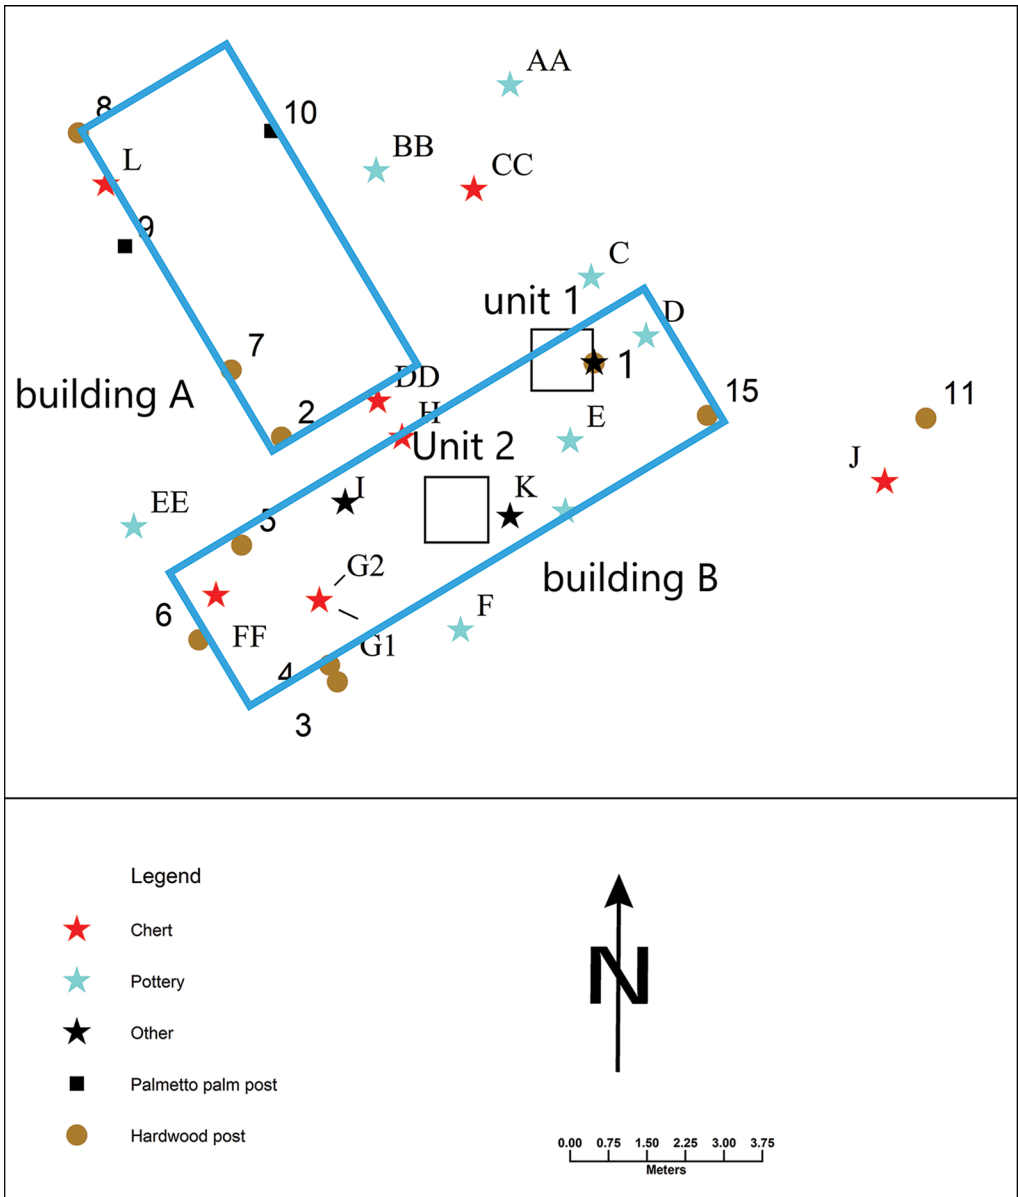 AA
8
10
BB
L
CC
9
C
unit 1
D
7
1
DD
building A
15
11
2
H
E
Unit 2
J
I
K
EE
5
G2
building B
6
F
FF
G1
4
3
Legend
Chert
Pottery
Other
Palmetto palm post
Hardwood post
N
0.00 0.75 1.50 2.25 3.00 3.75
Meters